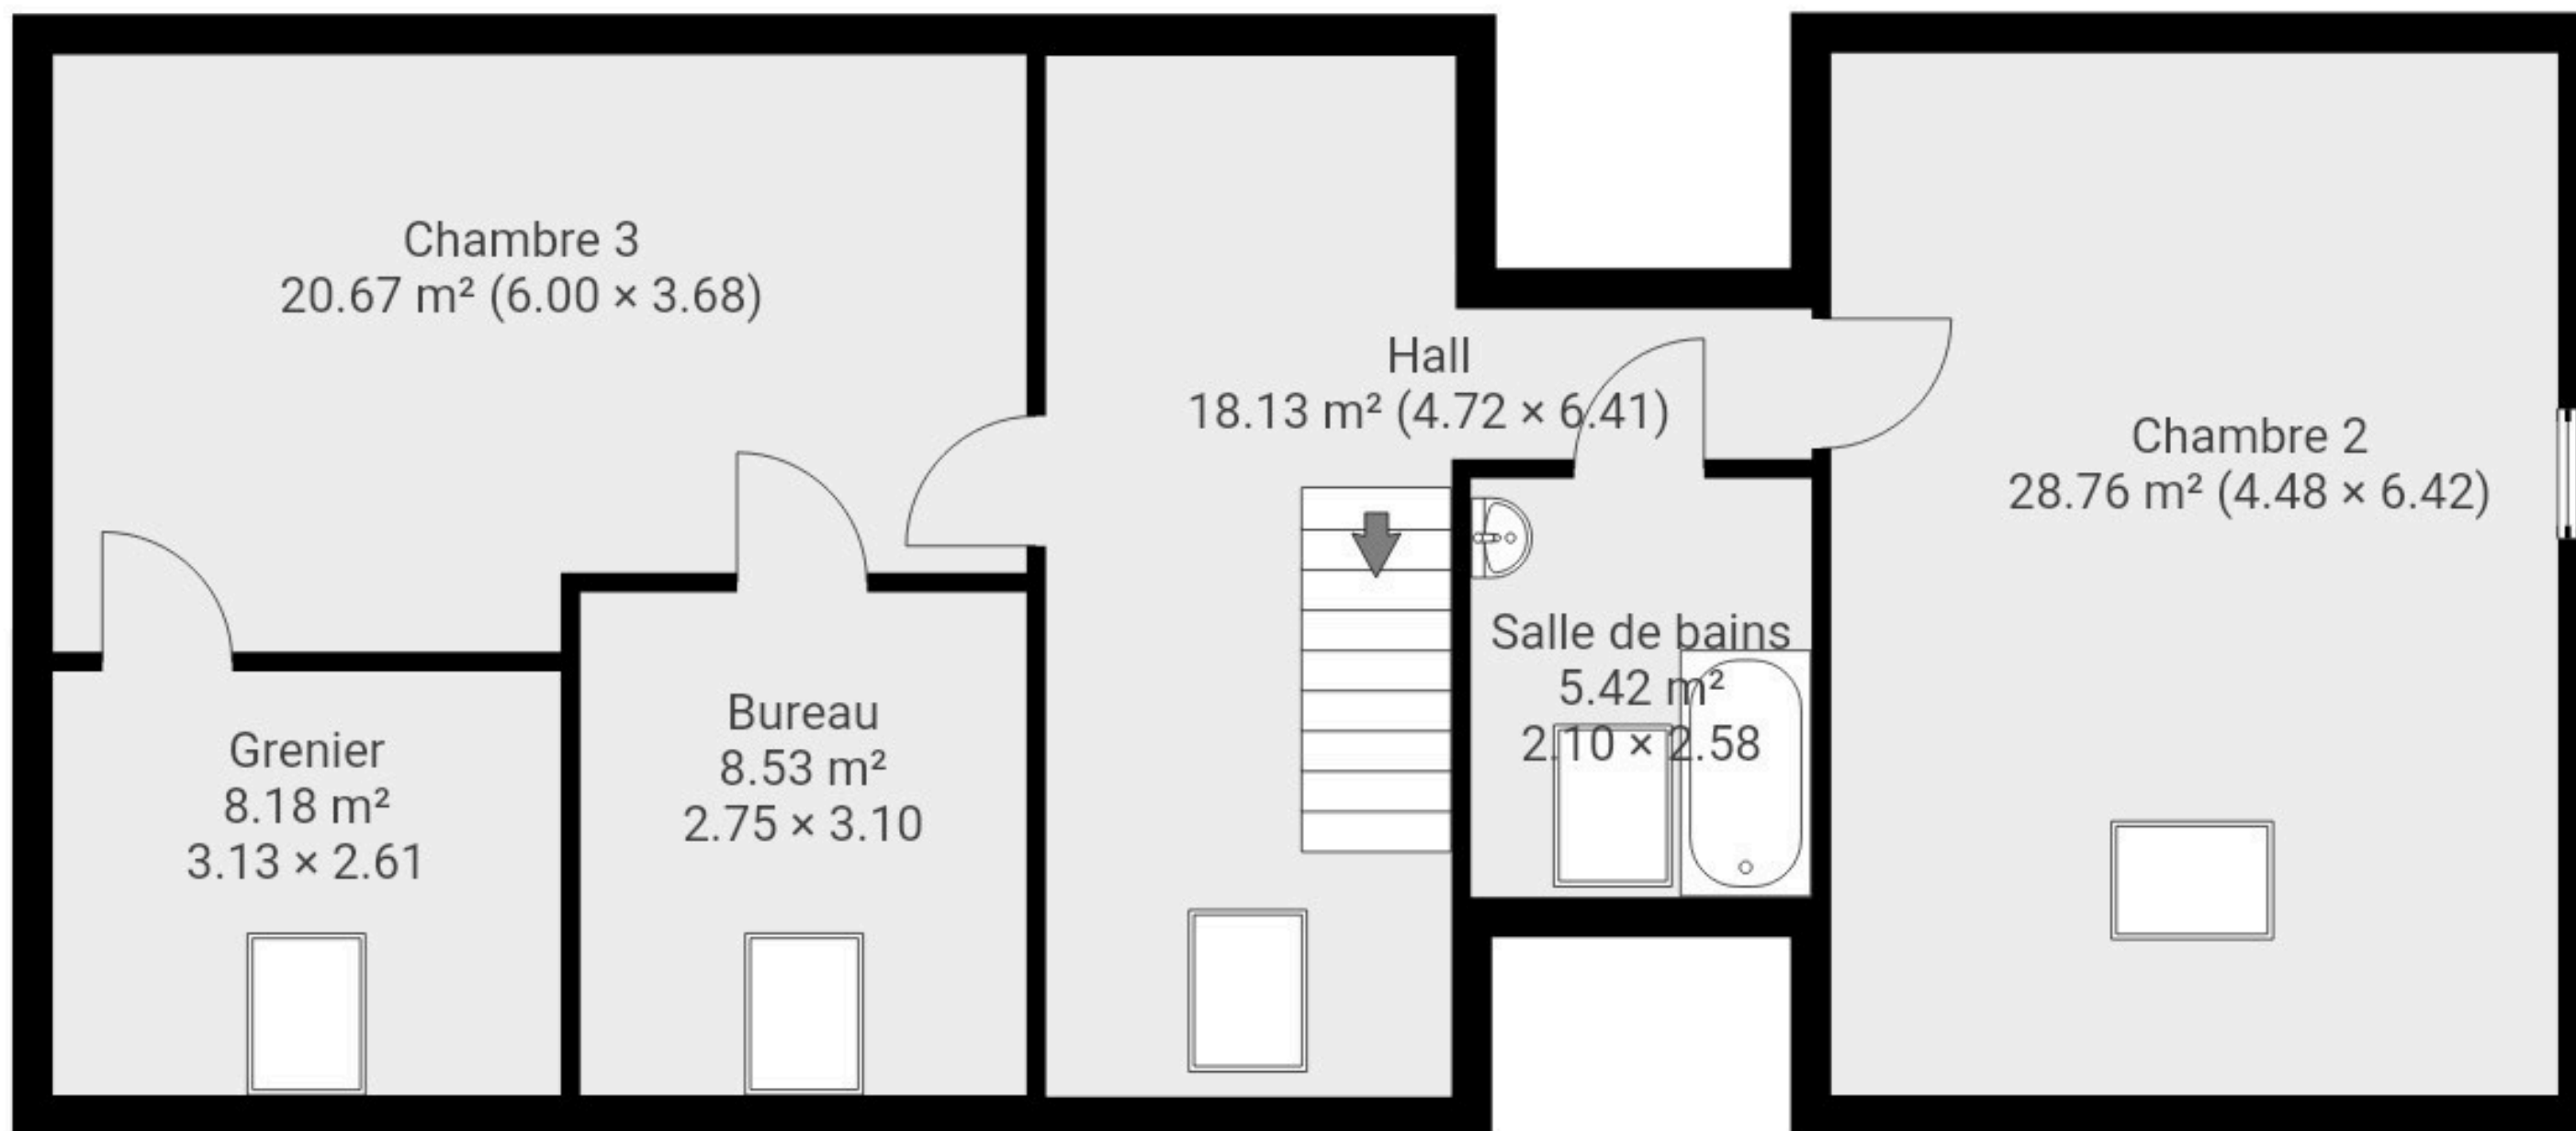 Chambre 3
20.67 m² (6.00 × 3.68)
Hall
18.13 m² (4.72 × 6.41)
Chambre 2
28.76 m² (4.48 × 6.42)
Salle de bains
5.42 m²
2.10 × 2.58
Bureau
8.53 m²
2.75 × 3.10
Grenier
8.18 m²
3.13 × 2.61